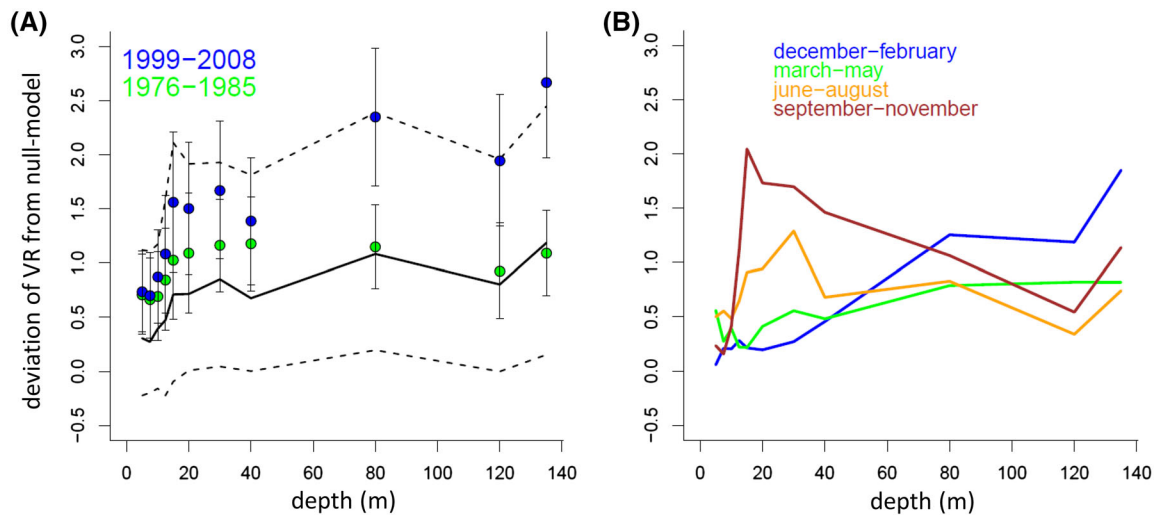 (A)
1999−2008
1976−1985
deviation of VR from null-model
3.0
2.5
2.0
1.5
1.0
0.5
0.0
−0.5
0 20 40 60 80 100 120 140
depth (m)
(B)
december−february
march−may
june−august
september−november
3.0
2.5
2.0
1.5
1.0
0.5
0.0
−0.5
0 20 40 60 80 100 120 140
depth (m)